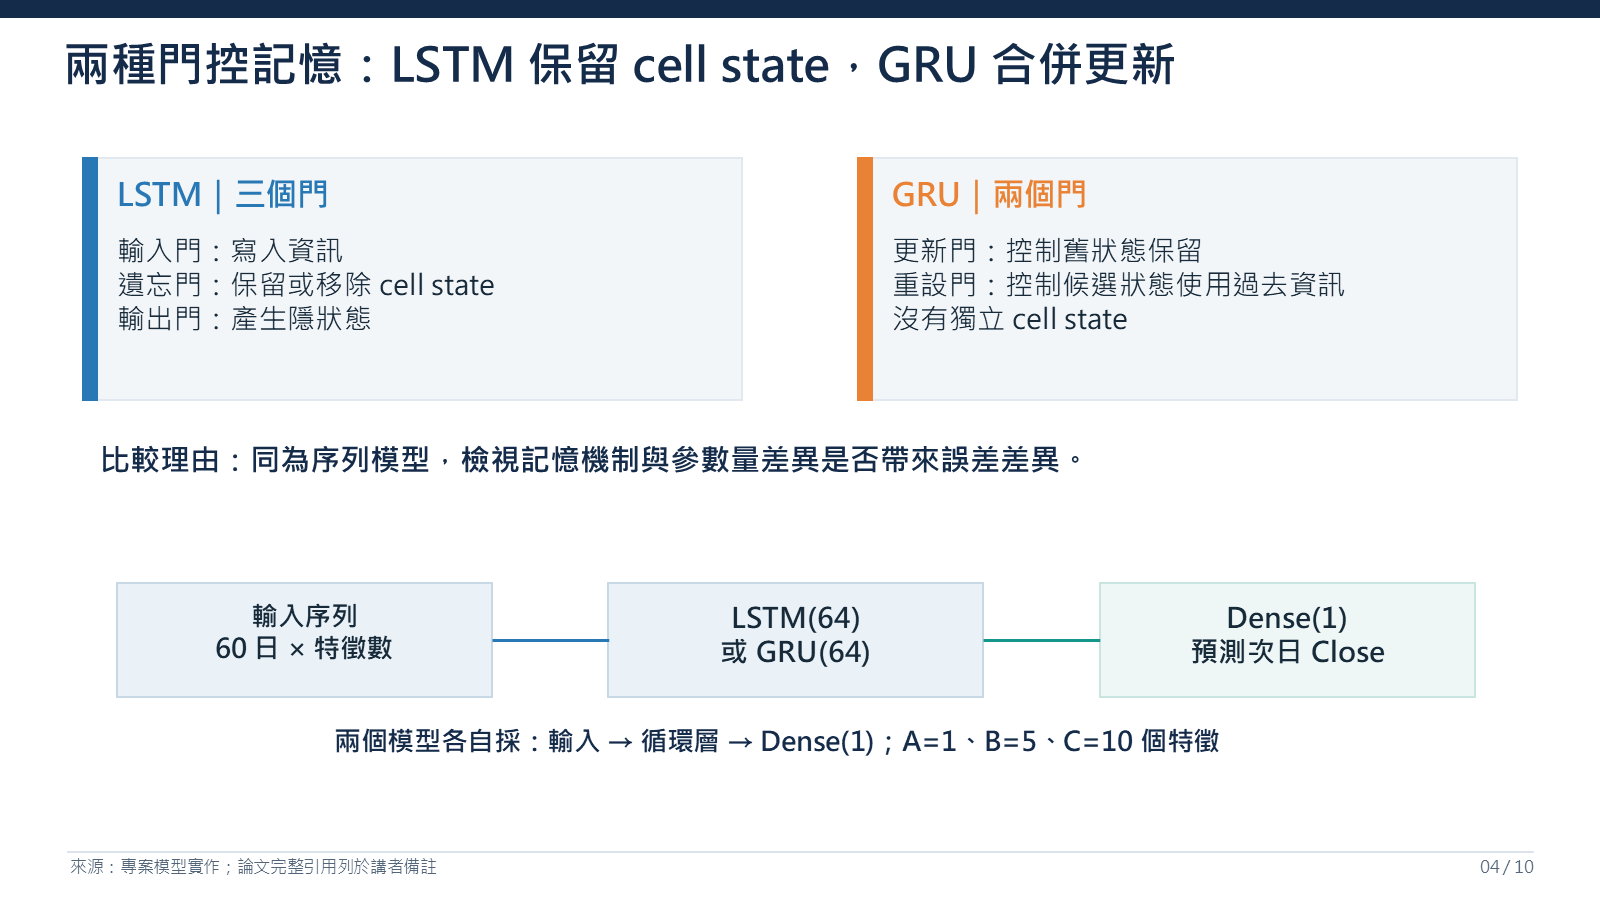 兩種門控記憶：LSTM 保留 cell state，GRU 合併更新
LSTM｜三個門
輸入門：寫入資訊
遺忘門：保留或移除 cell state
輸出門：產生隱狀態
GRU｜兩個門
更新門：控制舊狀態保留
重設門：控制候選狀態使用過去資訊
沒有獨立 cell state
比較理由：同為序列模型，檢視記憶機制與參數量差異是否帶來誤差差異。
輸入序列
60 日 × 特徵數
LSTM(64)
或 GRU(64)
Dense(1)
預測次日 Close
兩個模型各自採：輸入 → 循環層 → Dense(1)；A=1、B=5、C=10 個特徵
來源：專案模型實作；論文完整引用列於講者備註
04 / 10